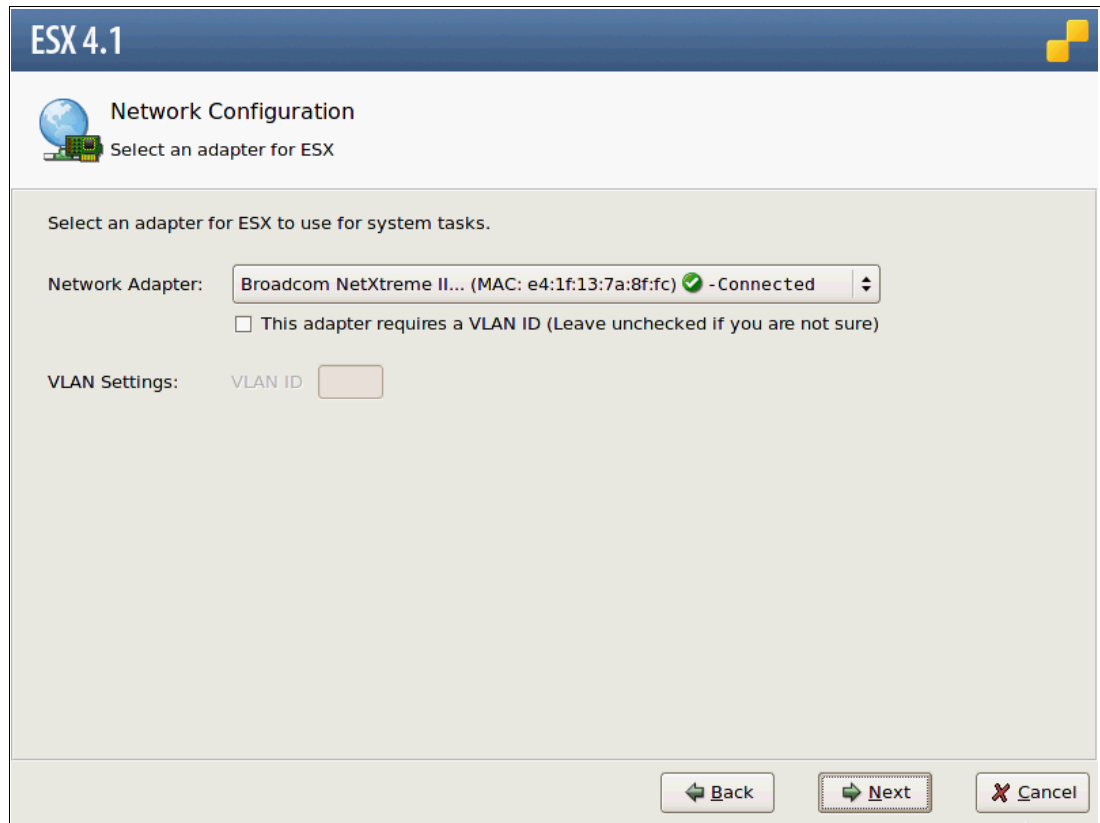 ESX 4.1
Network Configuration
Select an adapter for ESX
Select an adapter for ESX to use for system tasks.
Network Adapter: Broadcom NetXtreme II... (MAC: e4:1f:13:7a:8f:fc) -Connected
This adapter requires a VLAN ID (Leave unchecked if you are not sure)
VLAN Settings: VLAN ID
Back Next Cancel